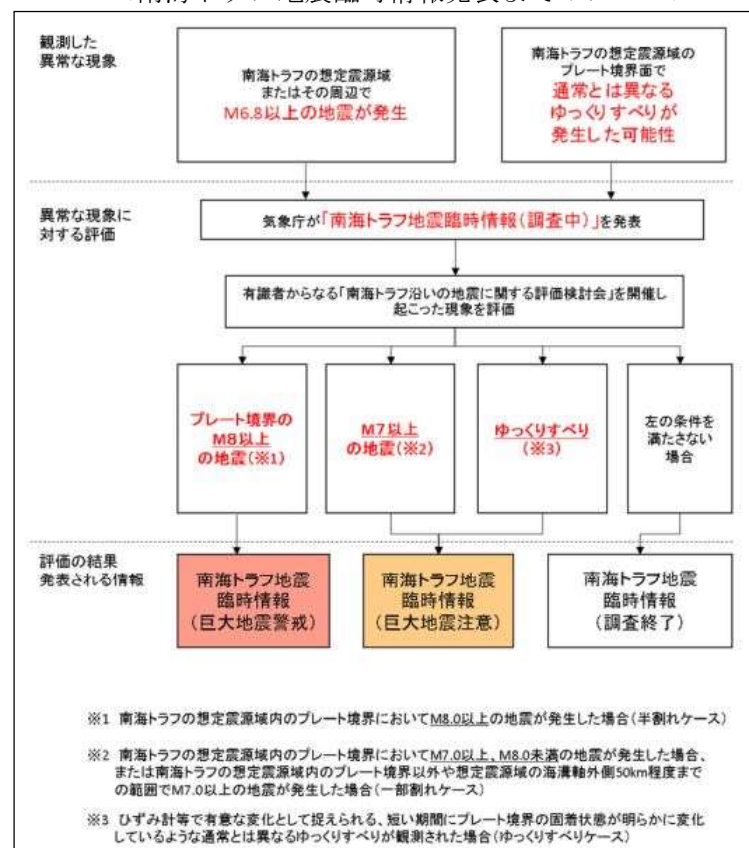 観測した
異常な現象
南海トラフの想定震源域
またはその周辺で
M6.8以上の地震が発生
南海トラフの想定震源域の
プレート境界面で
通常とは異なる
ゆっくりすべりが
発生した可能性
異常な現象に
対する評価
気象庁が「南海トラフ地震臨時情報(調査中)」を発表
有識者からなる「南海トラフ沿いの地震に関する評価検討会」を開催し
起こった現象を評価
プレート境界の
M8以上
の地震(※1)
M7以上
の地震(※2)
ゆっくりすべり
(※3)
左の条件を
満たさない
場合
評価の結果
発表される情報
南海トラフ地震
臨時情報
(巨大地震警戒)
南海トラフ地震
臨時情報
(巨大地震注意)
南海トラフ地震
臨時情報
(調査終了)
※1 南海トラフの想定震源域内のプレート境界においてM8.0以上の地震が発生した場合(半割れケース)
※2 南海トラフの想定震源域内のプレート境界においてM7.0以上、M8.0未満の地震が発生した場合、
または南海トラフの想定震源域内のプレート境界以外や想定震源域の海溝軸外側50km程度まで
の範囲でM7.0以上の地震が発生した場合(一部割れケース)
※3 ひずみ計等で有意な変化として捉えられる、短い期間にプレート境界の固着状態が明らかに変化
しているような通常とは異なるゆっくりすべりが観測された場合(ゆっくりすべりケース)